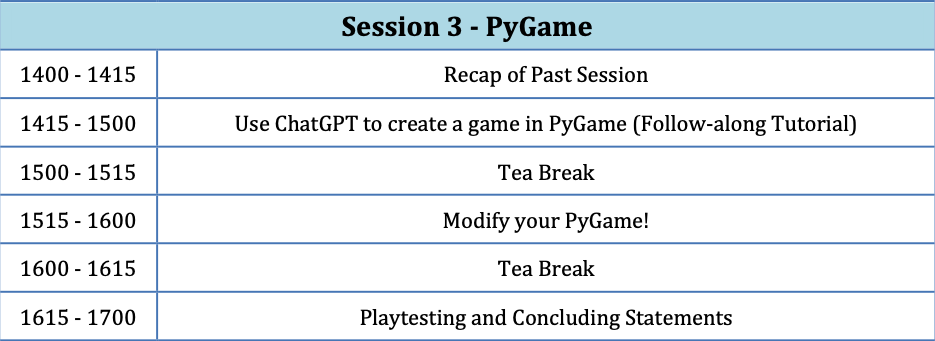 Session 3 - PyGame
1400 - 1415 Recap of Past Session
1415 - 1500 Use ChatGPT to create a game in PyGame (Follow-along Tutorial)
1500 - 1515 Tea Break
1515 - 1600 Modify your PyGame!
1600 - 1615 Tea Break
1615 - 1700 Playtesting and Concluding Statements